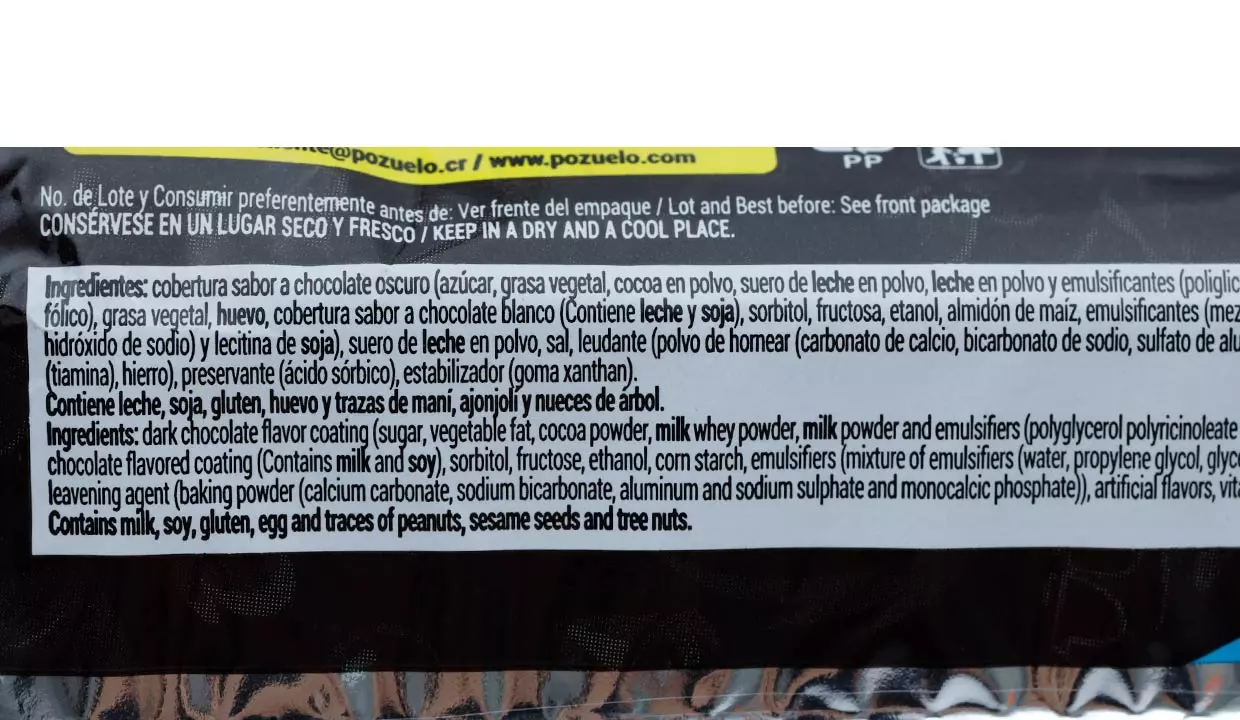 @pozuelo.cr / www.pozuelo.com
PP
No. de Lote y Consumir preferentemente antes de: Ver frente del empaque / Lot and Best before: See front package
CONSÉRVESE EN UN LUGAR SECO Y FRESCO / KEEP IN A DRY AND A COOL PLACE.
Ingredientes: cobertura sabor a chocolate oscuro (azúcar, grasa vegetal, cocoa en polvo, suero de leche en polvo, leche en polvo y emulsificantes (poliglic
fólico), grasa vegetal, huevo, cobertura sabor a chocolate blanco (Contiene leche y soja), sorbitol, fructosa, etanol, almidón de maíz, emulsificantes (mez
hidróxido de sodio) y lecitina de soja), suero de leche en polvo, sal, leudante (polvo de hornear (carbonato de calcio, bicarbonato de sodio, sulfato de alu
(tiamina), hierro), preservante (ácido sórbico), estabilizador (goma xanthan).
Contiene leche, soja, gluten, huevo y trazas de maní, ajonjolí y nueces de árbol.
Ingredients: dark chocolate flavor coating (sugar, vegetable fat, cocoa powder, milk whey powder, milk powder and emulsifiers (polyglycerol polyricinoleate
chocolate flavored coating (Contains milk and soy), sorbitol, fructose, ethanol, corn starch, emulsifiers (mixture of emulsifiers (water, propylene glycol, glyc
leavening agent (baking powder (calcium carbonate, sodium bicarbonate, aluminum and sodium sulphate and monocalcic phosphate)), artificial flavors, vita
Contains milk, soy, gluten, egg and traces of peanuts, sesame seeds and tree nuts.